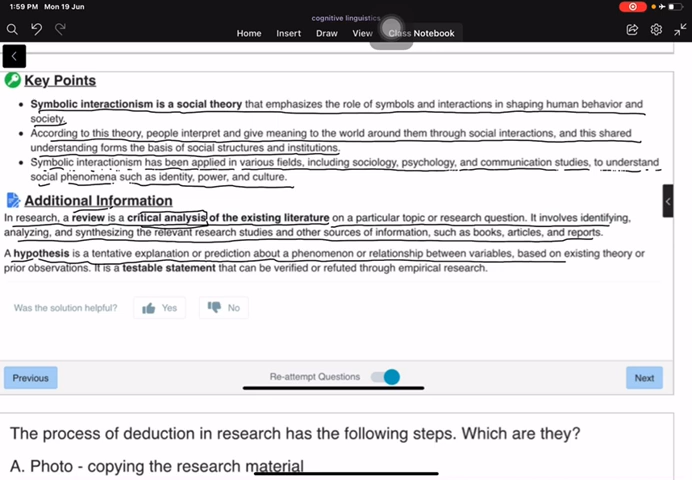 1:59 PM Mon 19 Jun
cognitive linguistics
Home Insert Draw View Class Notebook
Key Points
Symbolic interactionism is a social theory that emphasizes the role of symbols and interactions in shaping human behavior and
society.
According to this theory, people interpret and give meaning to the world around them through social interactions, and this shared
understanding forms the basis of social structures and institutions.
Symbolic interactionism has been applied in various fields, including sociology, psychology, and communication studies, to understand
social phenomena such as identity, power, and culture.
Additional Information
In research, a review is a critical analysis of the existing literature on a particular topic or research question. It involves identifying,
analyzing, and synthesizing the relevant research studies and other sources of information, such as books, articles, and reports.
A hypothesis is a tentative explanation or prediction about a phenomenon or relationship between variables, based on existing theory or
prior observations. It is a testable statement that can be verified or refuted through empirical research.
Was the solution helpful? Yes No
Previous Re-attempt Questions Next
The process of deduction in research has the following steps. Which are they?
A. Photo - copying the research material